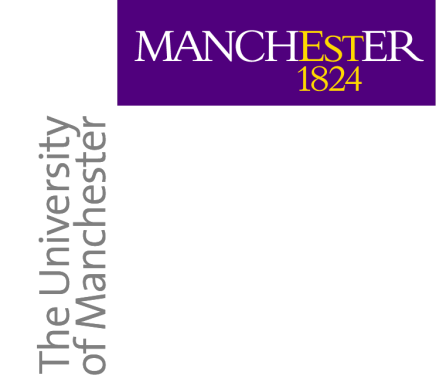 MANCHESTER
1824
The University
of Manchester